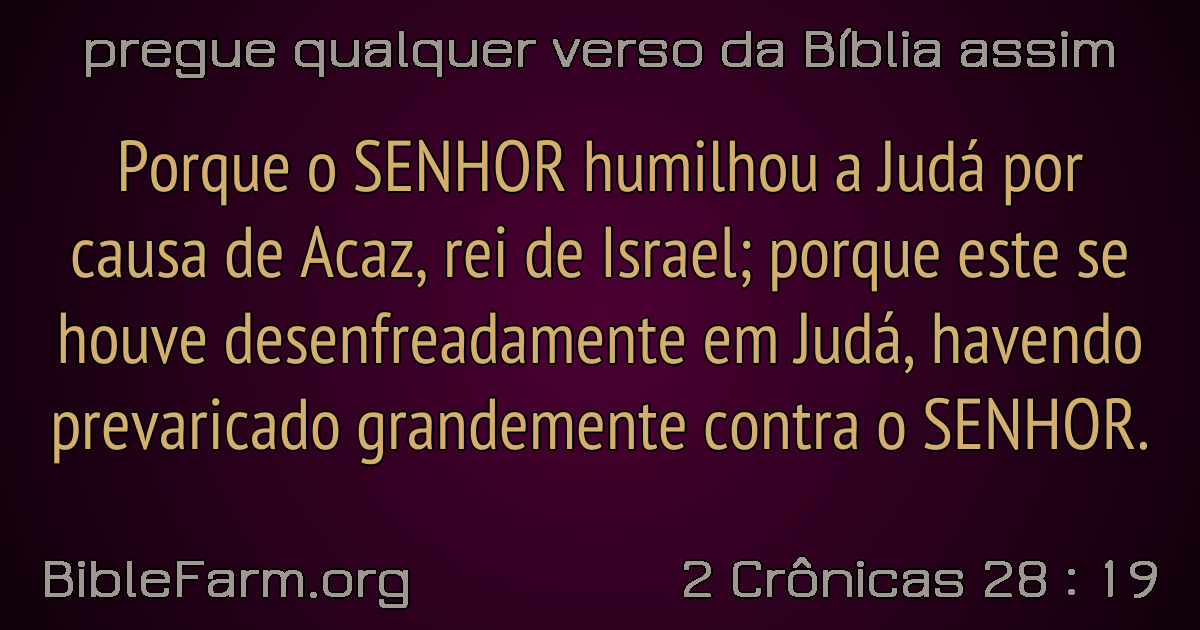 pregue qualquer verso da Bíblia assim
Porque o SENHOR humilhou a Judá por
causa de Acaz, rei de Israel; porque este se
houve desenfreadamente em Judá, havendo
prevaricado grandemente contra o SENHOR.
BibleFarm.org
2 Crônicas 28 : 19